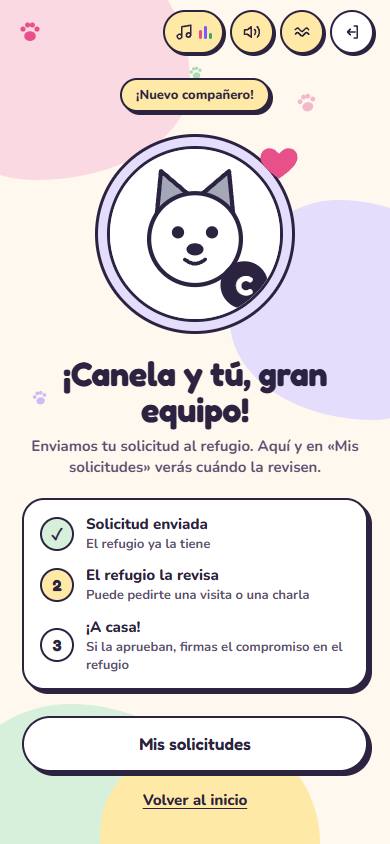 ¡Nuevo compañero!
C
¡Canela y tú, gran
equipo!
Enviamos tu solicitud al refugio. Aquí y en «Mis
solicitudes» verás cuándo la revisen.
Solicitud enviada
El refugio ya la tiene
2
El refugio la revisa
Puede pedirte una visita o una charla
3
¡A casa!
Si la aprueban, firmas el compromiso en el
refugio
Mis solicitudes
Volver al inicio